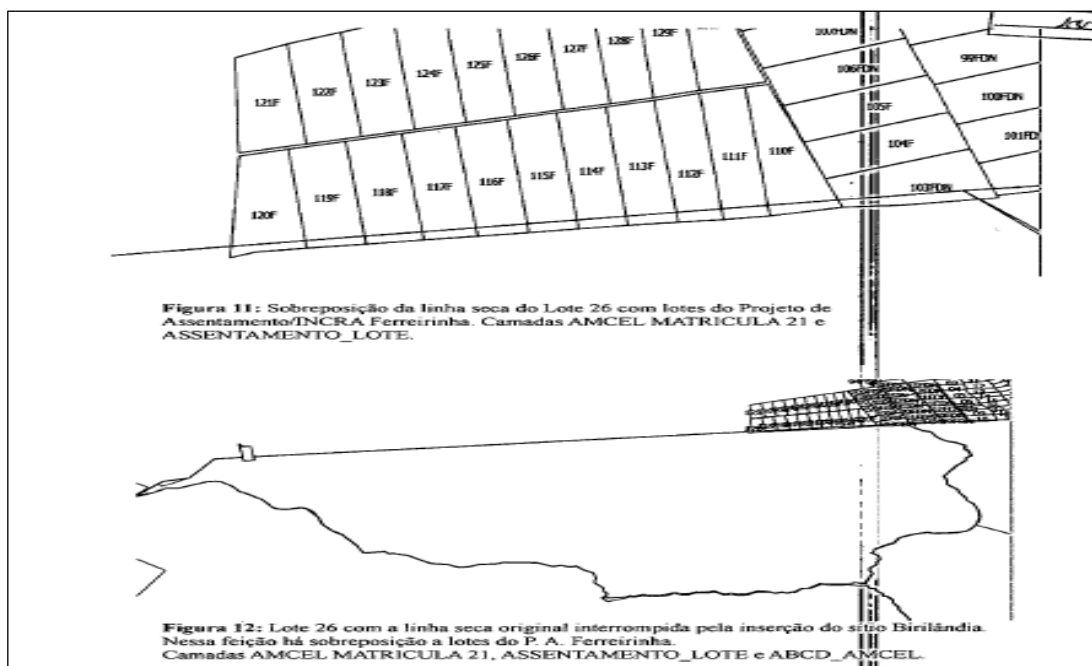 100FDN
129F
128F
127F
126F
125F
124F
123F
122F
121F
106FDN
99FDN
105F
100FDN
104F
101FD
103FDN
110F
111F
112F
113F
114F
115F
116F
117F
118F
119F
120F
Figura 11: Sobreposição da linha seca do Lote 26 com lotes do Projeto de
Assentamento/INCRA Ferreirinha. Camadas AMCEL MATRICULA 21 e
ASSENTAMENTO_LOTE.
Figura 12: Lote 26 com a linha seca original interrompida pela inserção do sítio Birilândia.
Nessa feição há sobreposição a lotes do P. A. Ferreirinha.
Camadas AMCEL MATRICULA 21, ASSENTAMENTO_LOTE e ABCD_AMCEL.